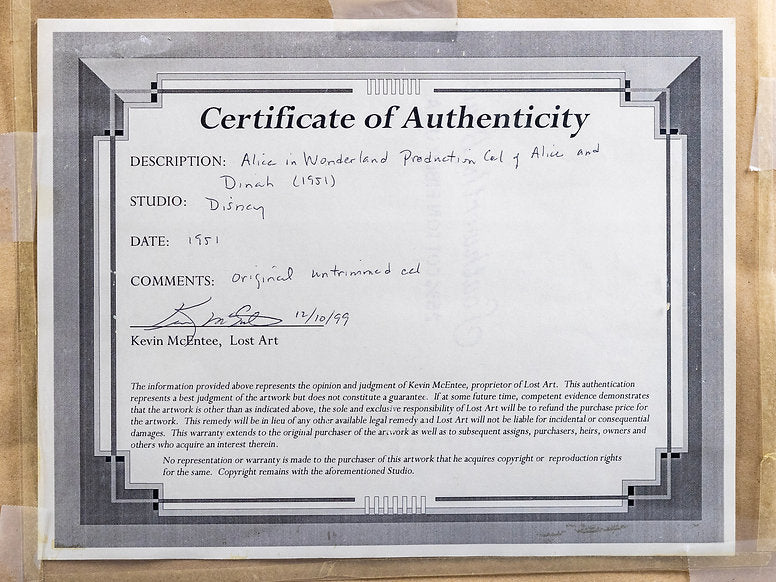 Certificate of Authenticity
DESCRIPTION: Alice in Wonderland Production Cel of Alice and
Dinah (1951)
STUDIO: Disney
DATE: 1951
COMMENTS: Original untrimmed cel
Kevin McEntee 12/10/99
Kevin McEntee, Lost Art
The information provided above represents the opinion and judgment of Kevin McEntee, proprietor of Lost Art. This authentication
represents a best judgment of the artwork but does not constitute a guarantee. If at some future time, competent evidence demonstrates
that the artwork is other than as indicated above, the sole and exclusive responsibility of Lost Art will be to refund the purchase price for
the artwork. This remedy will be in lieu of any other available legal remedy and Lost Art will not be liable for incidental or consequential
damages. This warranty extends to the original purchaser of the artwork as well as to subsequent assigns, purchasers, heirs, owners and
others who acquire an interest therein.
No representation or warranty is made to the purchaser of this artwork that he acquires copyright or reproduction rights
for the same. Copyright remains with the aforementioned Studio.